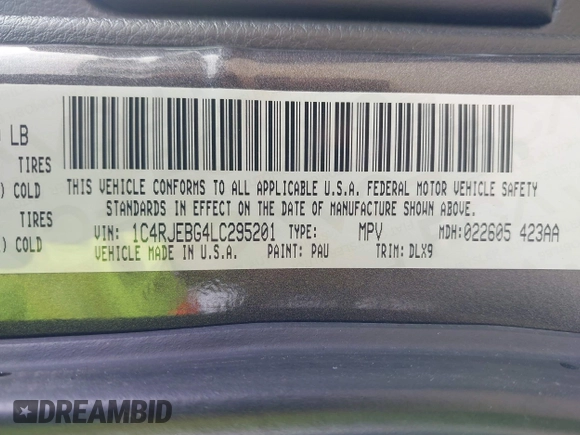 LB
TIRES
) COLD
TIRES
) COLD
THIS VEHICLE CONFORMS TO ALL APPLICABLE U.S.A. FEDERAL MOTOR VEHICLE SAFETY
STANDARDS IN EFFECT ON THE DATE OF MANUFACTURE SHOWN ABOVE.
VIN: 1C4RJEBG4LC295201 TYPE: MPV MDH:022605 423AA
VEHICLE MADE IN U.S.A. PAINT: PAU TRIM: DLX9
DREAMBID